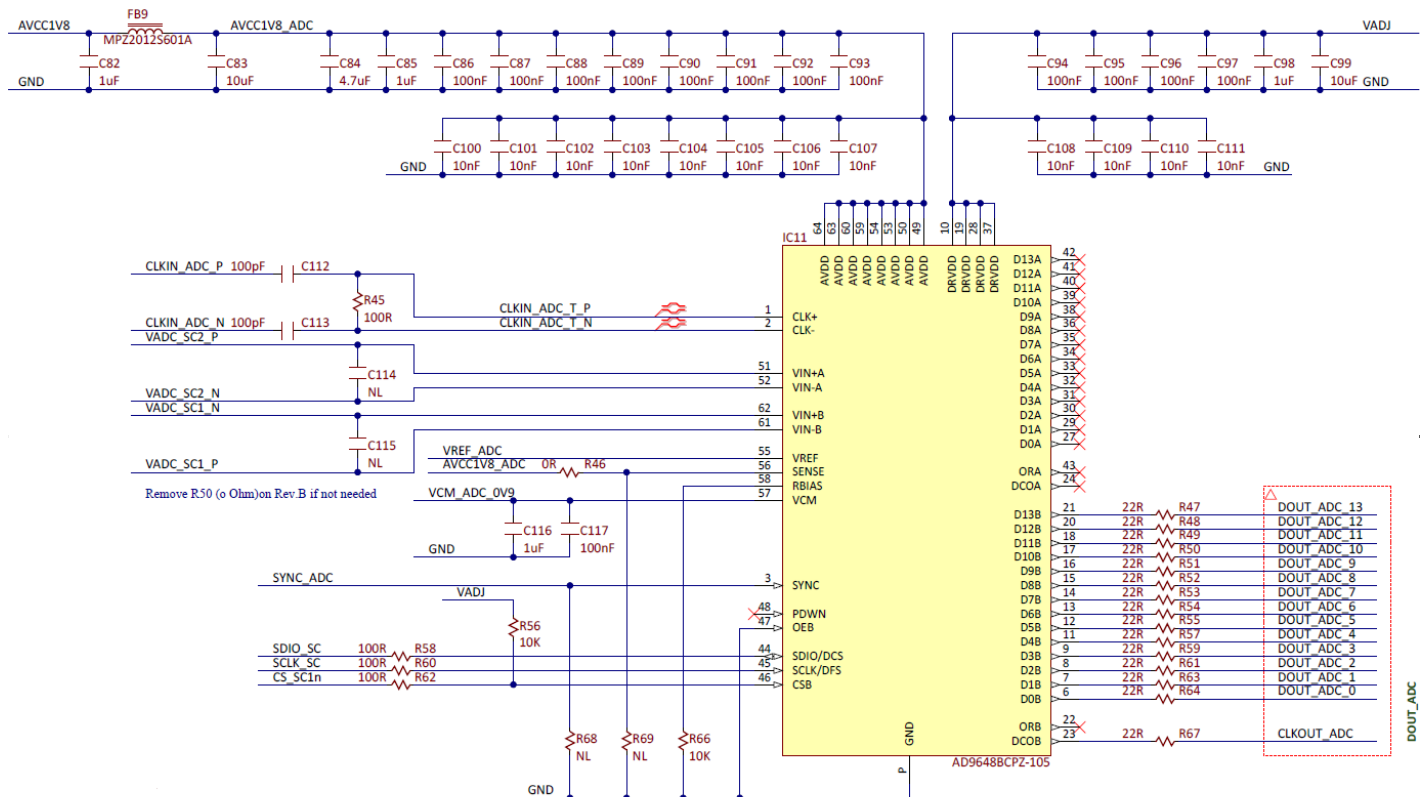 FB9
AVCC1V8 AVCC1V8_ADC VADJ
MPZ2012S601A
C82 C83 C84 C85 C86 C87 C88 C89 C90 C91 C92 C93 C94 C95 C96 C97 C98 C99
GND 1uF 10uF 4.7uF 1uF 100nF 100nF 100nF 100nF 100nF 100nF 100nF 100nF 100nF 100nF 100nF 100nF 1uF 10uF GND
C100 C101 C102 C103 C104 C105 C106 C107 C108 C109 C110 C111
GND 10nF 10nF 10nF 10nF 10nF 10nF 10nF 10nF 10nF 10nF 10nF 10nF GND
64 63 60 59 54 53 50 49 10 19 28 37
IC11
AVDD AVDD AVDD AVDD AVDD AVDD AVDD AVDD DRVDD DRVDD DRVDD DRVDD
D13A 42
D12A 41
D11A 40
D10A 39
D9A 38
D8A 36
D7A 35
D6A 34
D5A 33
D4A 32
D3A 31
D2A 30
D1A 29
D0A 27
ORA 43
DCOA 24
CLKIN_ADC_P 100pF C112
R45
100R
CLKIN_ADC_T_P 1 CLK+
CLKIN_ADC_N 100pF C113 CLKIN_ADC_T_N 2 CLK-
VADC_SC2_P
C114 51 VIN+A
NL 52 VIN-A
VADC_SC2_N
VADC_SC1_N 62 VIN+B
61 VIN-B
C115
NL
VADC_SC1_P
VREF_ADC 55 VREF
AVCC1V8_ADC 0R R46 56 SENSE
58 RBIAS
VCM_ADC_0V9 57 VCM
Remove R50 (o Ohm)on Rev.B if not needed
C116 C117
1uF 100nF
GND
D13B 21 22R R47 DOUT_ADC_13
D12B 20 22R R48 DOUT_ADC_12
D11B 18 22R R49 DOUT_ADC_11
D10B 17 22R R50 DOUT_ADC_10
D9B 16 22R R51 DOUT_ADC_9
D8B 15 22R R52 DOUT_ADC_8
D7B 14 22R R53 DOUT_ADC_7
D6B 13 22R R54 DOUT_ADC_6
D5B 12 22R R55 DOUT_ADC_5
D4B 11 22R R57 DOUT_ADC_4
D3B 9 22R R59 DOUT_ADC_3
D2B 8 22R R61 DOUT_ADC_2
D1B 7 22R R63 DOUT_ADC_1
D0B 6 22R R64 DOUT_ADC_0
SYNC_ADC 3 SYNC
VADJ
R56
10K
48 PDWN
47 OEB
SDIO_SC 100R R58 44 SDIO/DCS
SCLK_SC 100R R60 45 SCLK/DFS
CS_SC1n 100R R62 46 CSB
ORB 22
DCOB 23 22R R67 CLKOUT_ADC
DOUT_ADC
R68 R69 R66
NL NL 10K
GND
P
GND
AD9648BCPZ-105